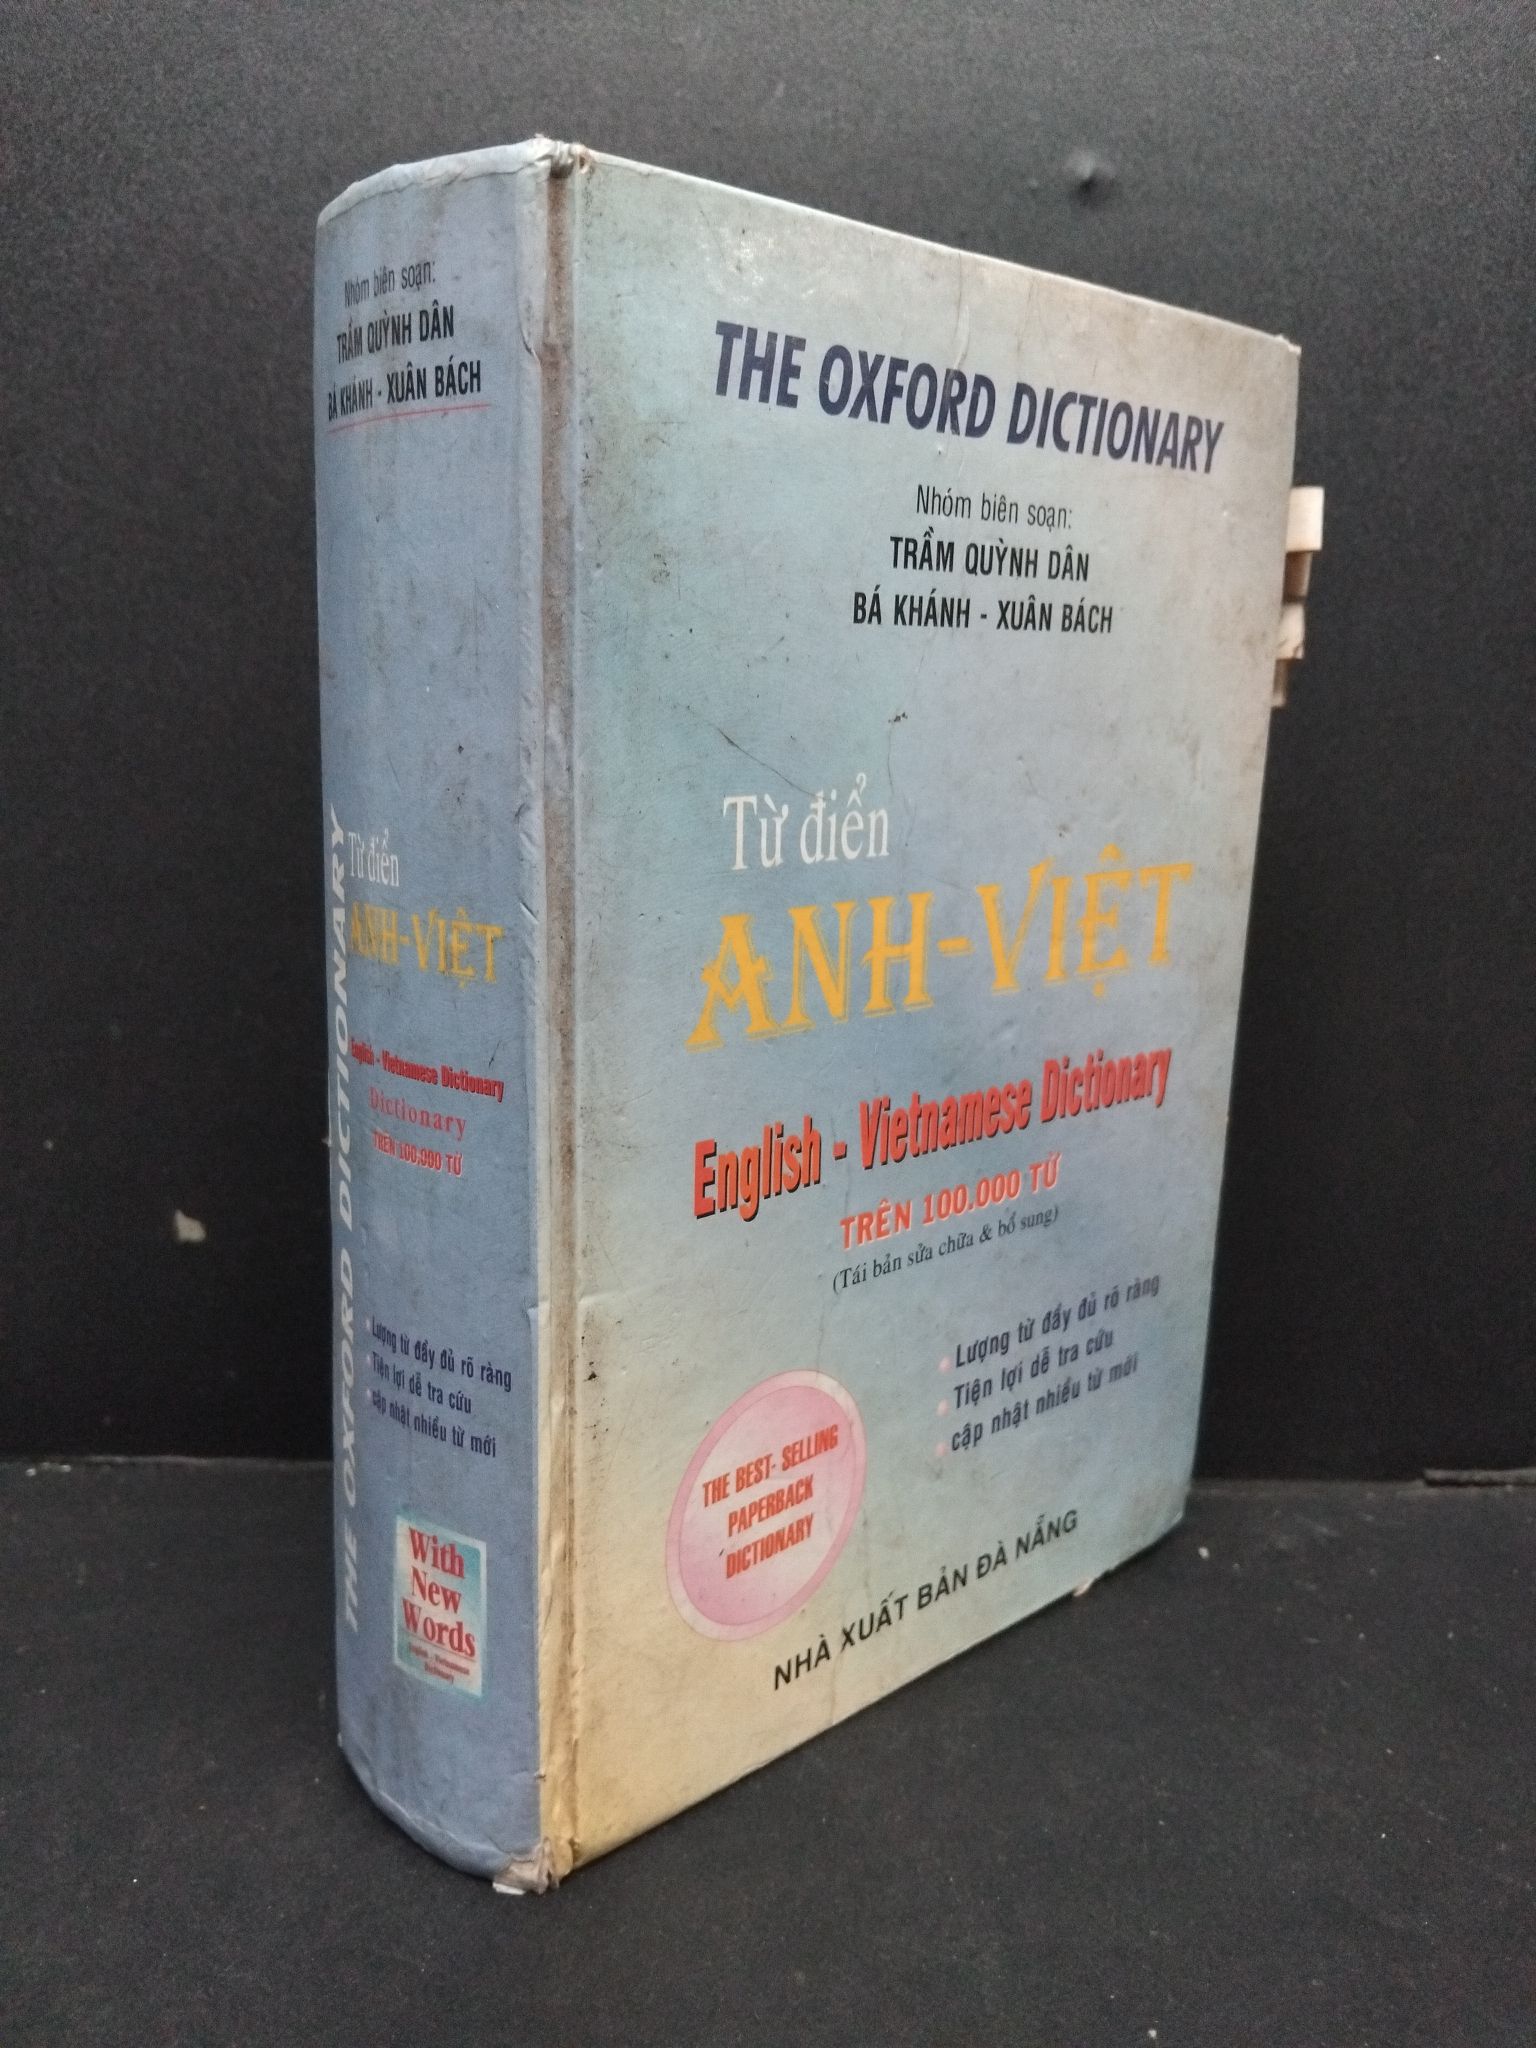 Nhóm biên soạn:
TRẦM QUỲNH DÂN
BÁ KHÁNH - XUÂN BÁCH
THE OXFORD DICTIONARY
Từ điển
ANH-VIỆT
English - Vietnamese Dictionary
Dictionary
TRÊN 100.000 TỪ
Lượng từ đầy đủ rõ ràng
Tiện lợi dễ tra cứu
cập nhật nhiều từ mới
With
New
Words
English - Vietnamese
Dictionary
THE OXFORD DICTIONARY
Nhóm biên soạn:
TRẦM QUỲNH DÂN
BÁ KHÁNH - XUÂN BÁCH
Từ điển
ANH-VIỆT
English - Vietnamese Dictionary
TRÊN 100.000 TỪ
(Tái bản sửa chữa & bổ sung)
Lượng từ đầy đủ rõ ràng
Tiện lợi dễ tra cứu
cập nhật nhiều từ mới
THE BEST- SELLING
PAPERBACK
DICTIONARY
NHÀ XUẤT BẢN ĐÀ NẴNG